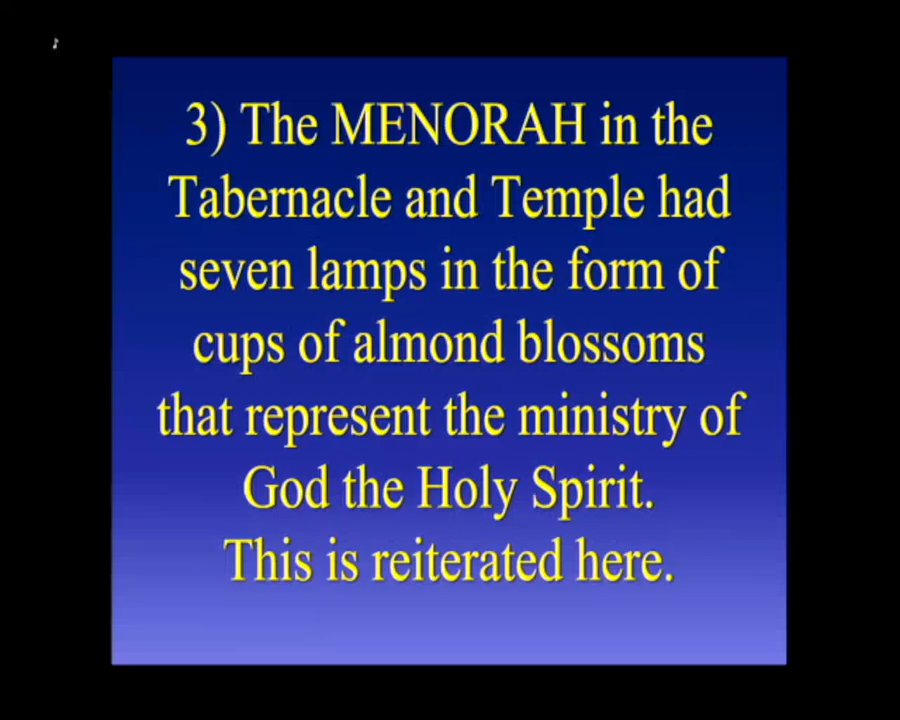 3) The MENORAH in the
Tabernacle and Temple had
seven lamps in the form of
cups of almond blossoms
that represent the ministry of
God the Holy Spirit.
This is reiterated here.